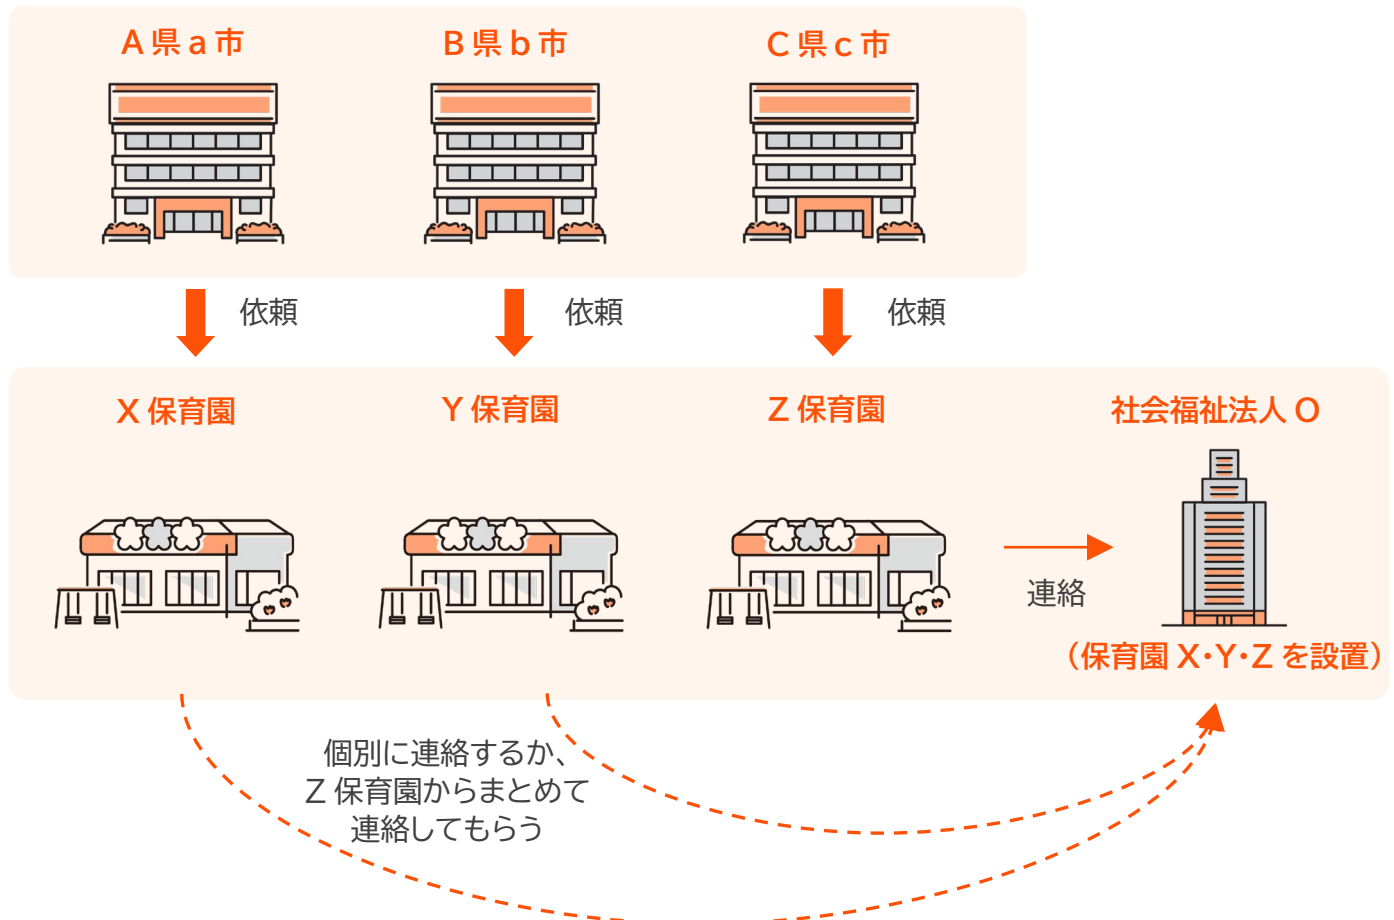 A県a市
B県b市
C県c市
依頼
依頼
依頼
X保育園
Y保育園
Z保育園
社会福祉法人O
連絡
（保育園X・Y・Zを設置）
個別に連絡するか、
Z保育園からまとめて
連絡してもらう